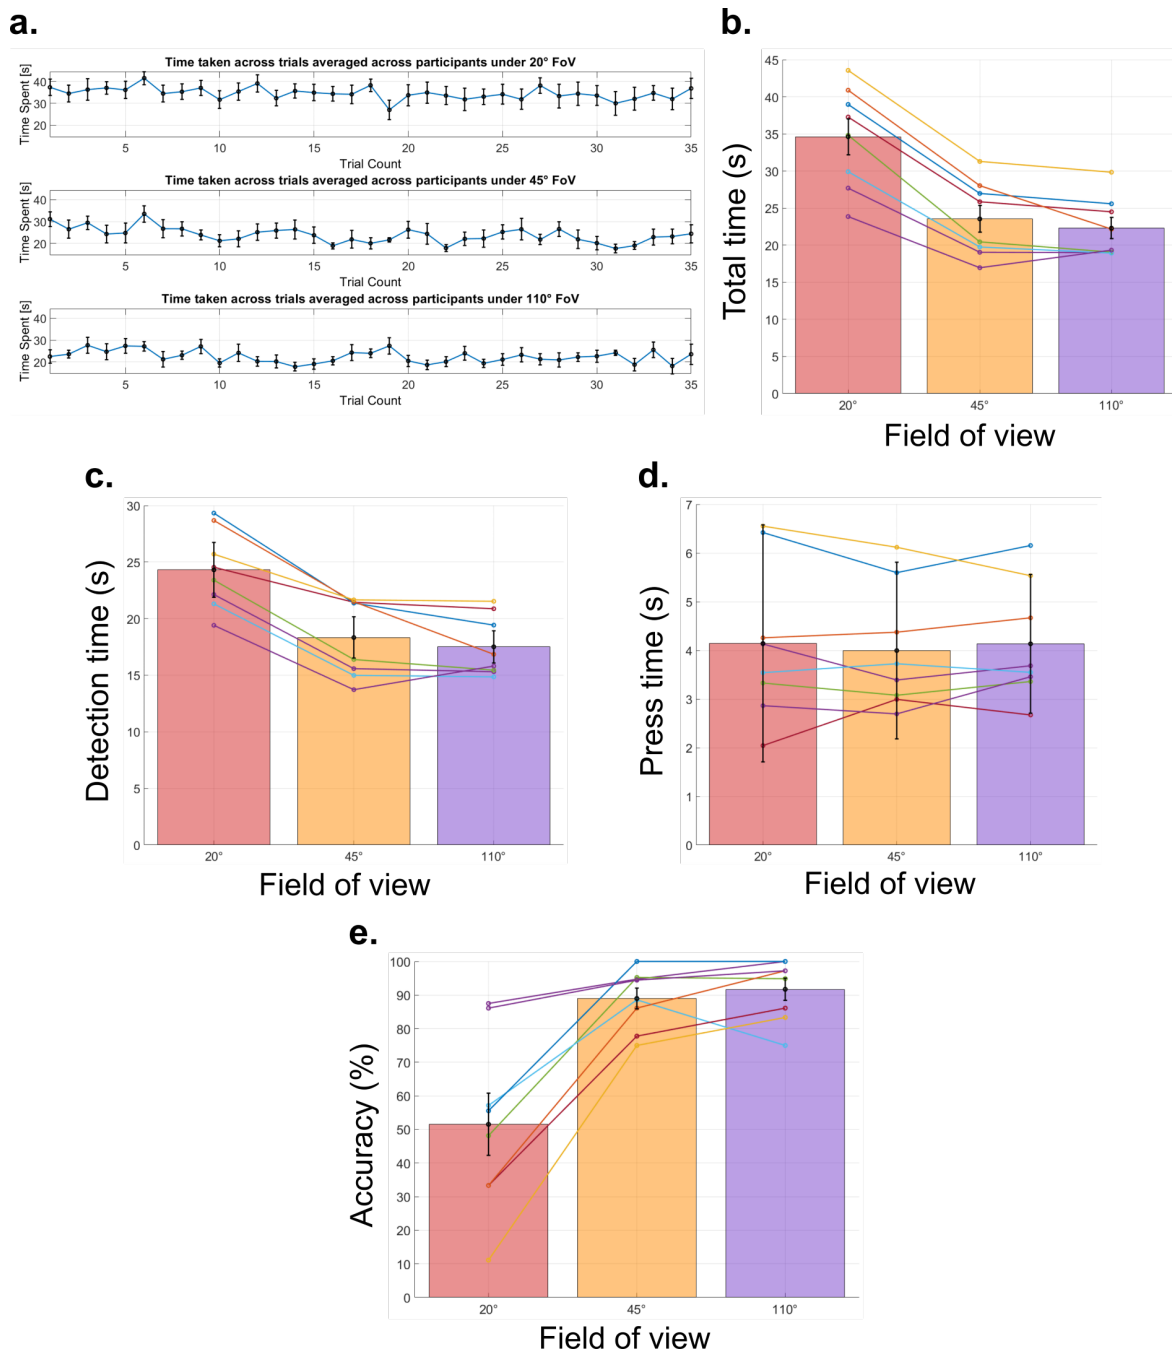 a.
Time taken across trials averaged across participants under 20° FoV
Time Spent [s]
40
30
20
5 10 15 20 25 30 35
Trial Count
Time taken across trials averaged across participants under 45° FoV
Time Spent [s]
40
30
20
5 10 15 20 25 30 35
Trial Count
Time taken across trials averaged across participants under 110° FoV
Time Spent [s]
40
30
20
5 10 15 20 25 30 35
Trial Count
b.
Total time (s)
45
40
35
30
25
20
15
10
5
0
20° 45° 110°
Field of view
c.
Detection time (s)
30
25
20
15
10
5
0
20° 45° 110°
Field of view
d.
Press time (s)
7
6
5
4
3
2
1
0
20° 45° 110°
Field of view
e.
Accuracy (%)
100
90
80
70
60
50
40
30
20
10
0
20° 45° 110°
Field of view